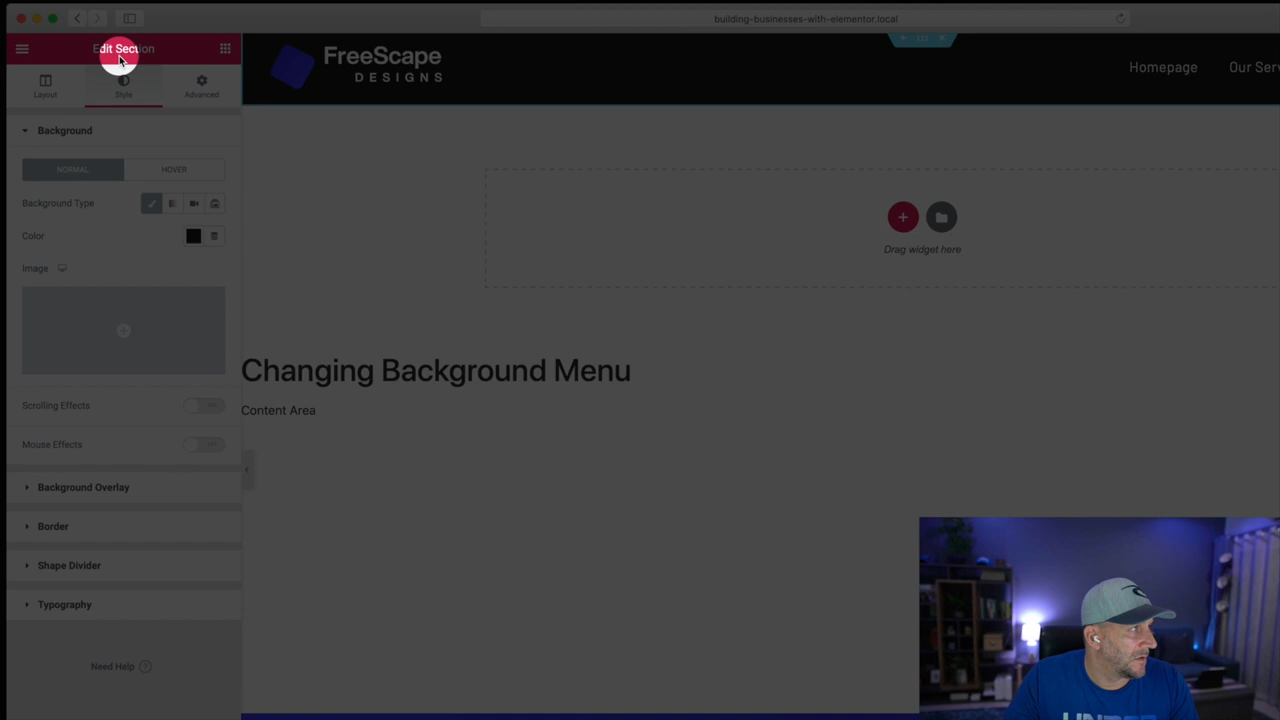 building-businesses-with-elementor.local
Edit Section
Layout
Style
Advanced
Background
NORMAL
HOVER
Background Type
Color
Image
Scrolling Effects
Mouse Effects
Background Overlay
Border
Shape Divider
Typography
Need Help ?
FreeScape
DESIGNS
Homepage
Our Serv
Drag widget here
Changing Background Menu
Content Area